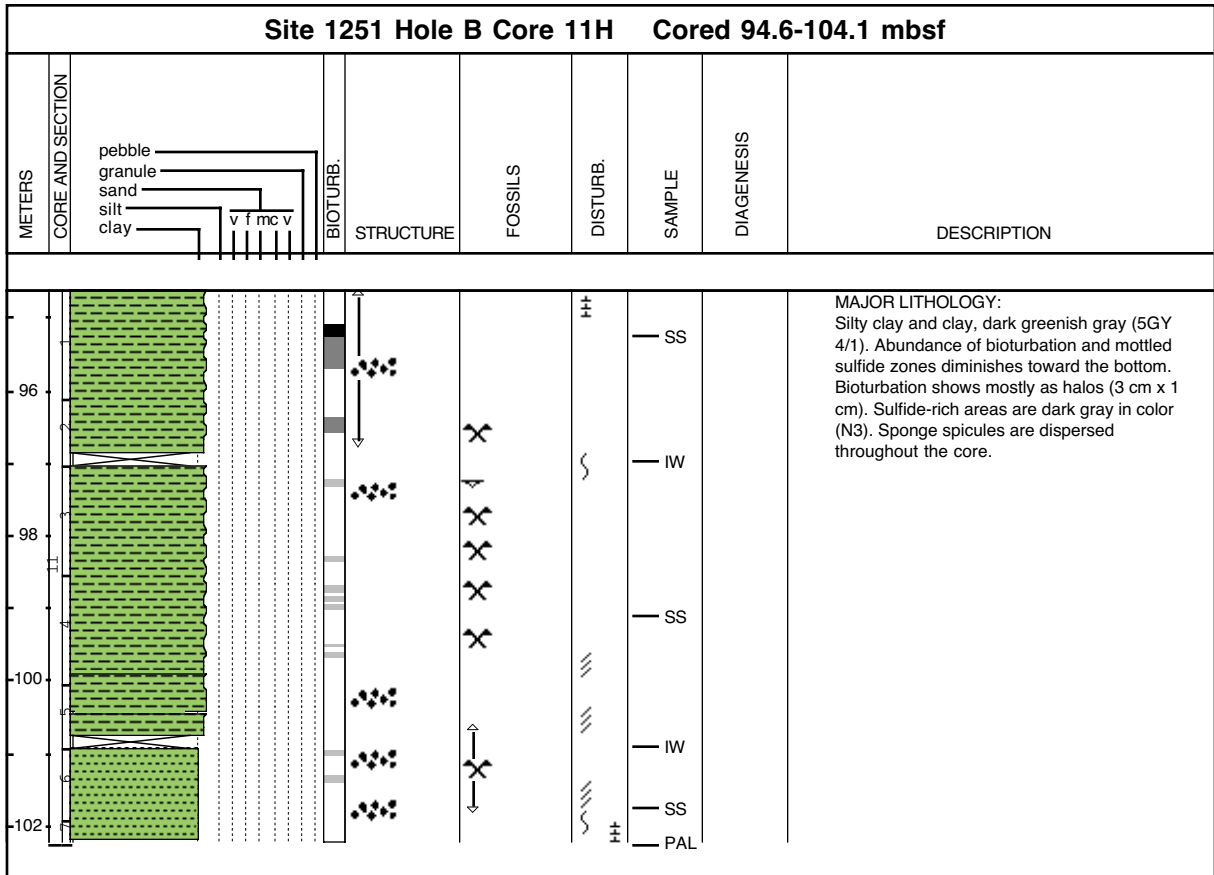 Site 1251 Hole B Core 11H Cored 94.6-104.1 mbsf
METERS
CORE AND SECTION
pebble
granule
sand
silt
v f mc v
clay
BIOTURB.
STRUCTURE
FOSSILS
DISTURB.
SAMPLE
DIAGENESIS
DESCRIPTION
MAJOR LITHOLOGY:
Silty clay and clay, dark greenish gray (5GY
4/1). Abundance of bioturbation and mottled
sulfide zones diminishes toward the bottom.
Bioturbation shows mostly as halos (3 cm x 1
cm). Sulfide-rich areas are dark gray in color
(N3). Sponge spicules are dispersed
throughout the core.
1
SS
96
2
IW
3
98
11
SS
4
100
5
IW
6
SS
102
7
PAL